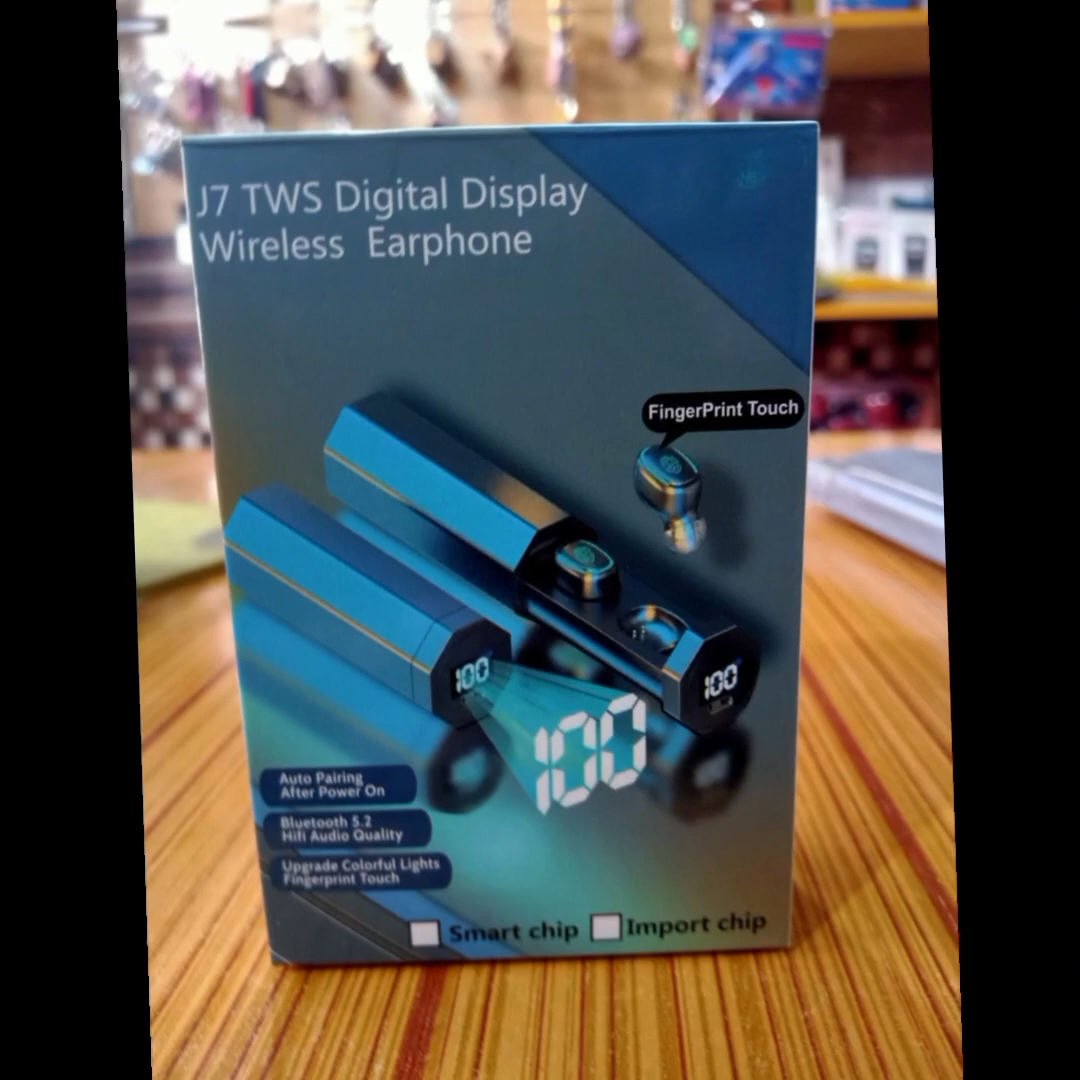 J7 TWS Digital Display
Wireless Earphone
FingerPrint Touch
100
100
100
Auto Pairing
After Power On
Bluetooth 5.2
Hifi Audio Quality
Upgrade Colorful Lights
Fingerprint Touch
Smart chip
Import chip